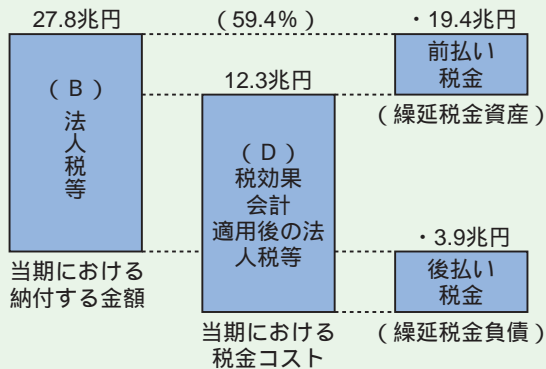 27.8兆円
(59.4%)
・19.4兆円
(B)
法人税等
12.3兆円
前払い
税金
(繰延税金資産)
(D)
税効果
会計
適用後の法
人税等
・3.9兆円
後払い
税金
(繰延税金負債)
当期における
納付する金額
当期における
税金コスト